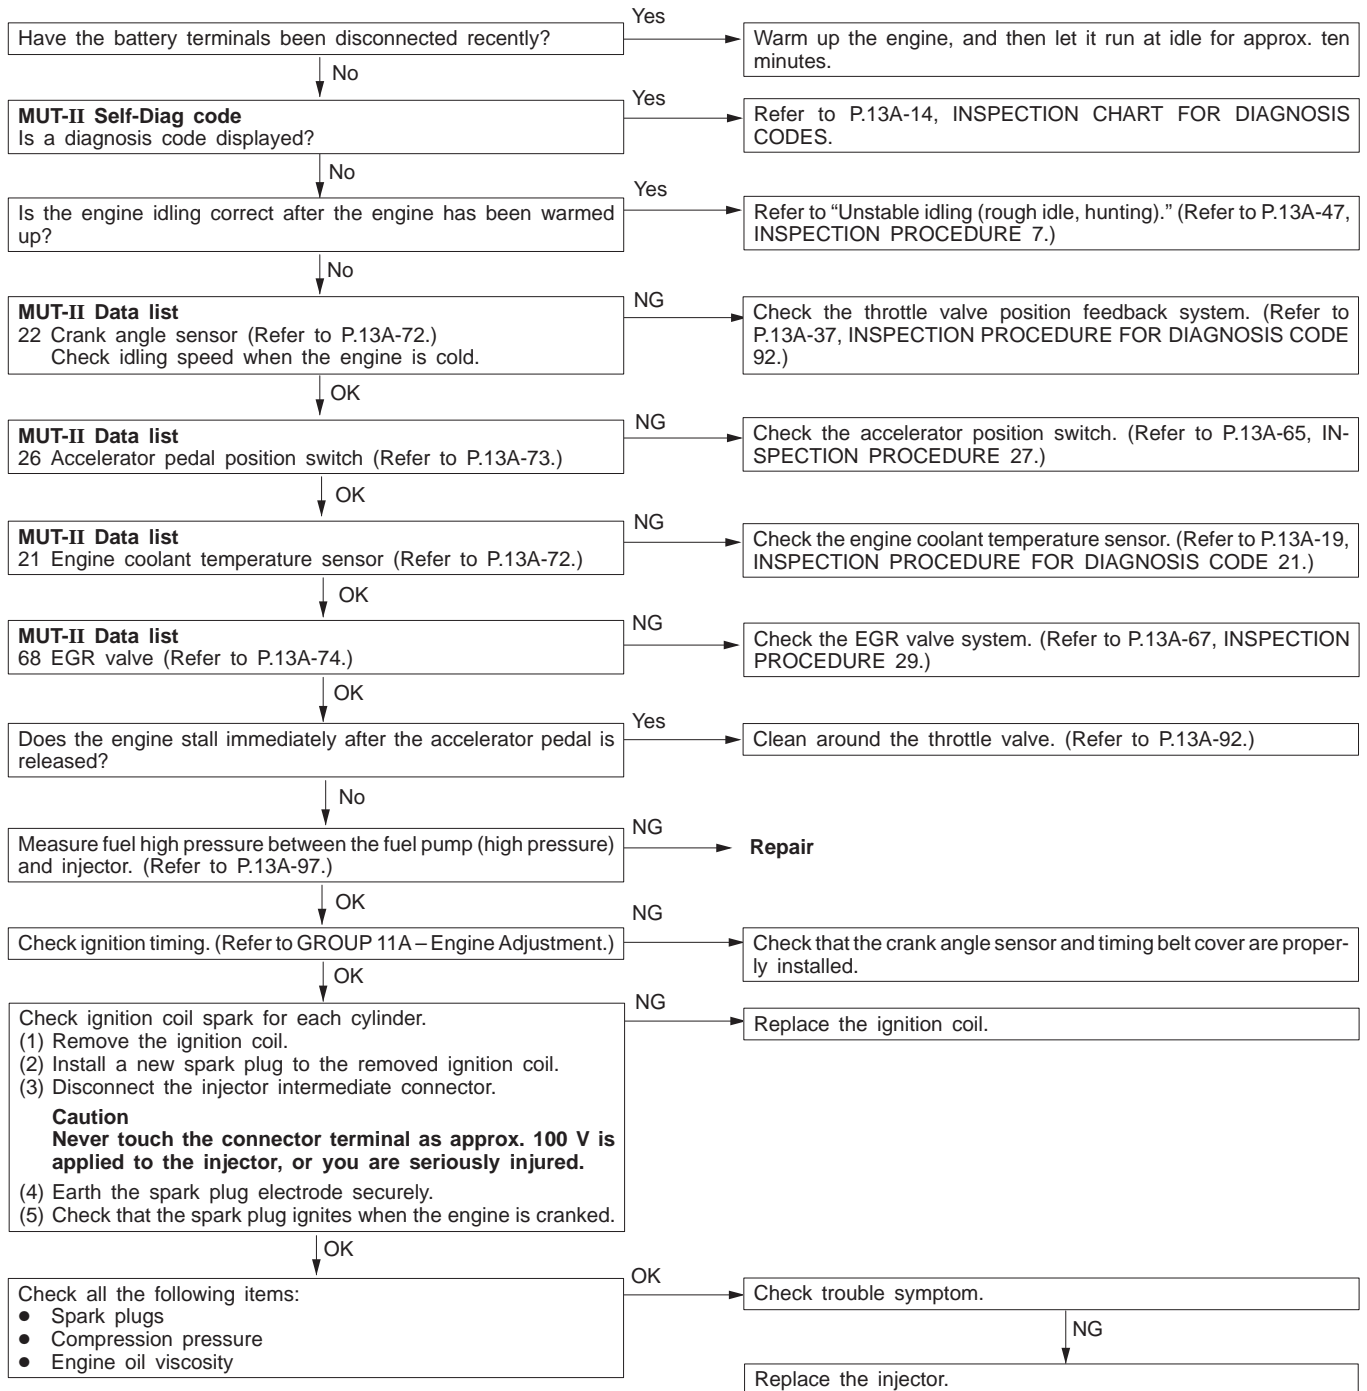 Yes
Have the battery terminals been disconnected recently?
Warm up the engine, and then let it run at idle for approx. ten
minutes.
No
MUT-II Self-Diag code
Is a diagnosis code displayed?
Yes
Refer to P.13A-14, INSPECTION CHART FOR DIAGNOSIS
CODES.
No
Is the engine idling correct after the engine has been warmed
up?
Yes
Refer to “Unstable idling (rough idle, hunting).” (Refer to P.13A-47,
INSPECTION PROCEDURE 7.)
No
MUT-II Data list
22 Crank angle sensor (Refer to P.13A-72.)
Check idling speed when the engine is cold.
NG
Check the throttle valve position feedback system. (Refer to
P.13A-37, INSPECTION PROCEDURE FOR DIAGNOSIS CODE
92.)
OK
MUT-II Data list
26 Accelerator pedal position switch (Refer to P.13A-73.)
NG
Check the accelerator position switch. (Refer to P.13A-65, IN-
SPECTION PROCEDURE 27.)
OK
MUT-II Data list
21 Engine coolant temperature sensor (Refer to P.13A-72.)
NG
Check the engine coolant temperature sensor. (Refer to P.13A-19,
INSPECTION PROCEDURE FOR DIAGNOSIS CODE 21.)
OK
MUT-II Data list
68 EGR valve (Refer to P.13A-74.)
NG
Check the EGR valve system. (Refer to P.13A-67, INSPECTION
PROCEDURE 29.)
OK
Does the engine stall immediately after the accelerator pedal is
released?
Yes
Clean around the throttle valve. (Refer to P.13A-92.)
No
Measure fuel high pressure between the fuel pump (high pressure)
and injector. (Refer to P.13A-97.)
NG
Repair
OK
Check ignition timing. (Refer to GROUP 11A – Engine Adjustment.)
NG
Check that the crank angle sensor and timing belt cover are proper-
ly installed.
OK
Check ignition coil spark for each cylinder.
(1) Remove the ignition coil.
(2) Install a new spark plug to the removed ignition coil.
(3) Disconnect the injector intermediate connector.
Caution
Never touch the connector terminal as approx. 100 V is
applied to the injector, or you are seriously injured.
(4) Earth the spark plug electrode securely.
(5) Check that the spark plug ignites when the engine is cranked.
NG
Replace the ignition coil.
OK
Check all the following items:
● Spark plugs
● Compression pressure
● Engine oil viscosity
OK
Check trouble symptom.
NG
Replace the injector.